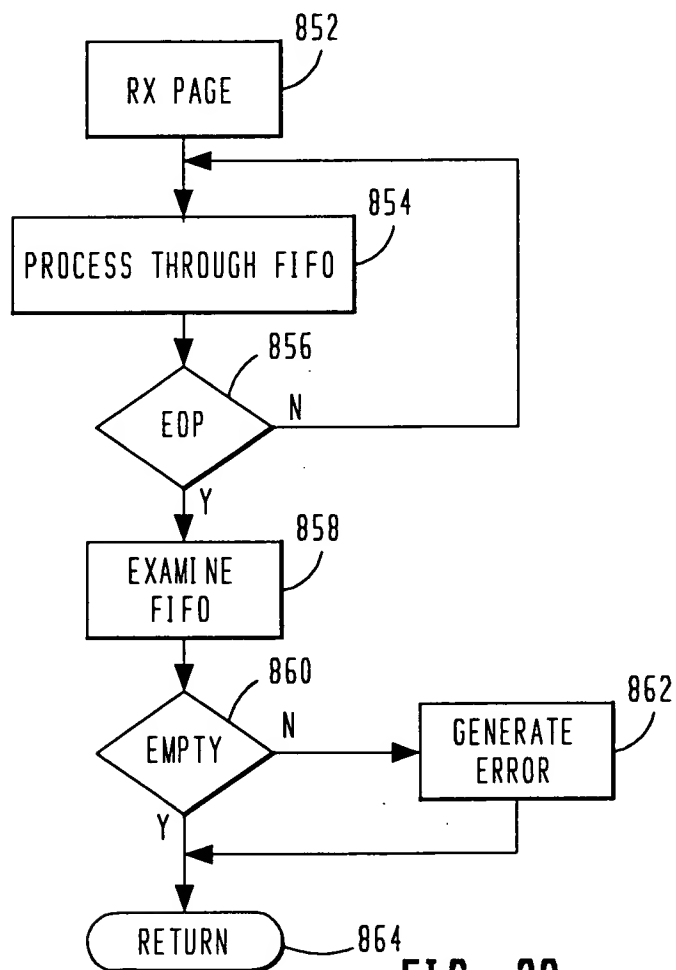 852
RX PAGE
854
PROCESS THROUGH FIFO
856
EOP
N
Y
858
EXAMINE
FIFO
860
EMPTY
N
862
GENERATE
ERROR
Y
RETURN
864